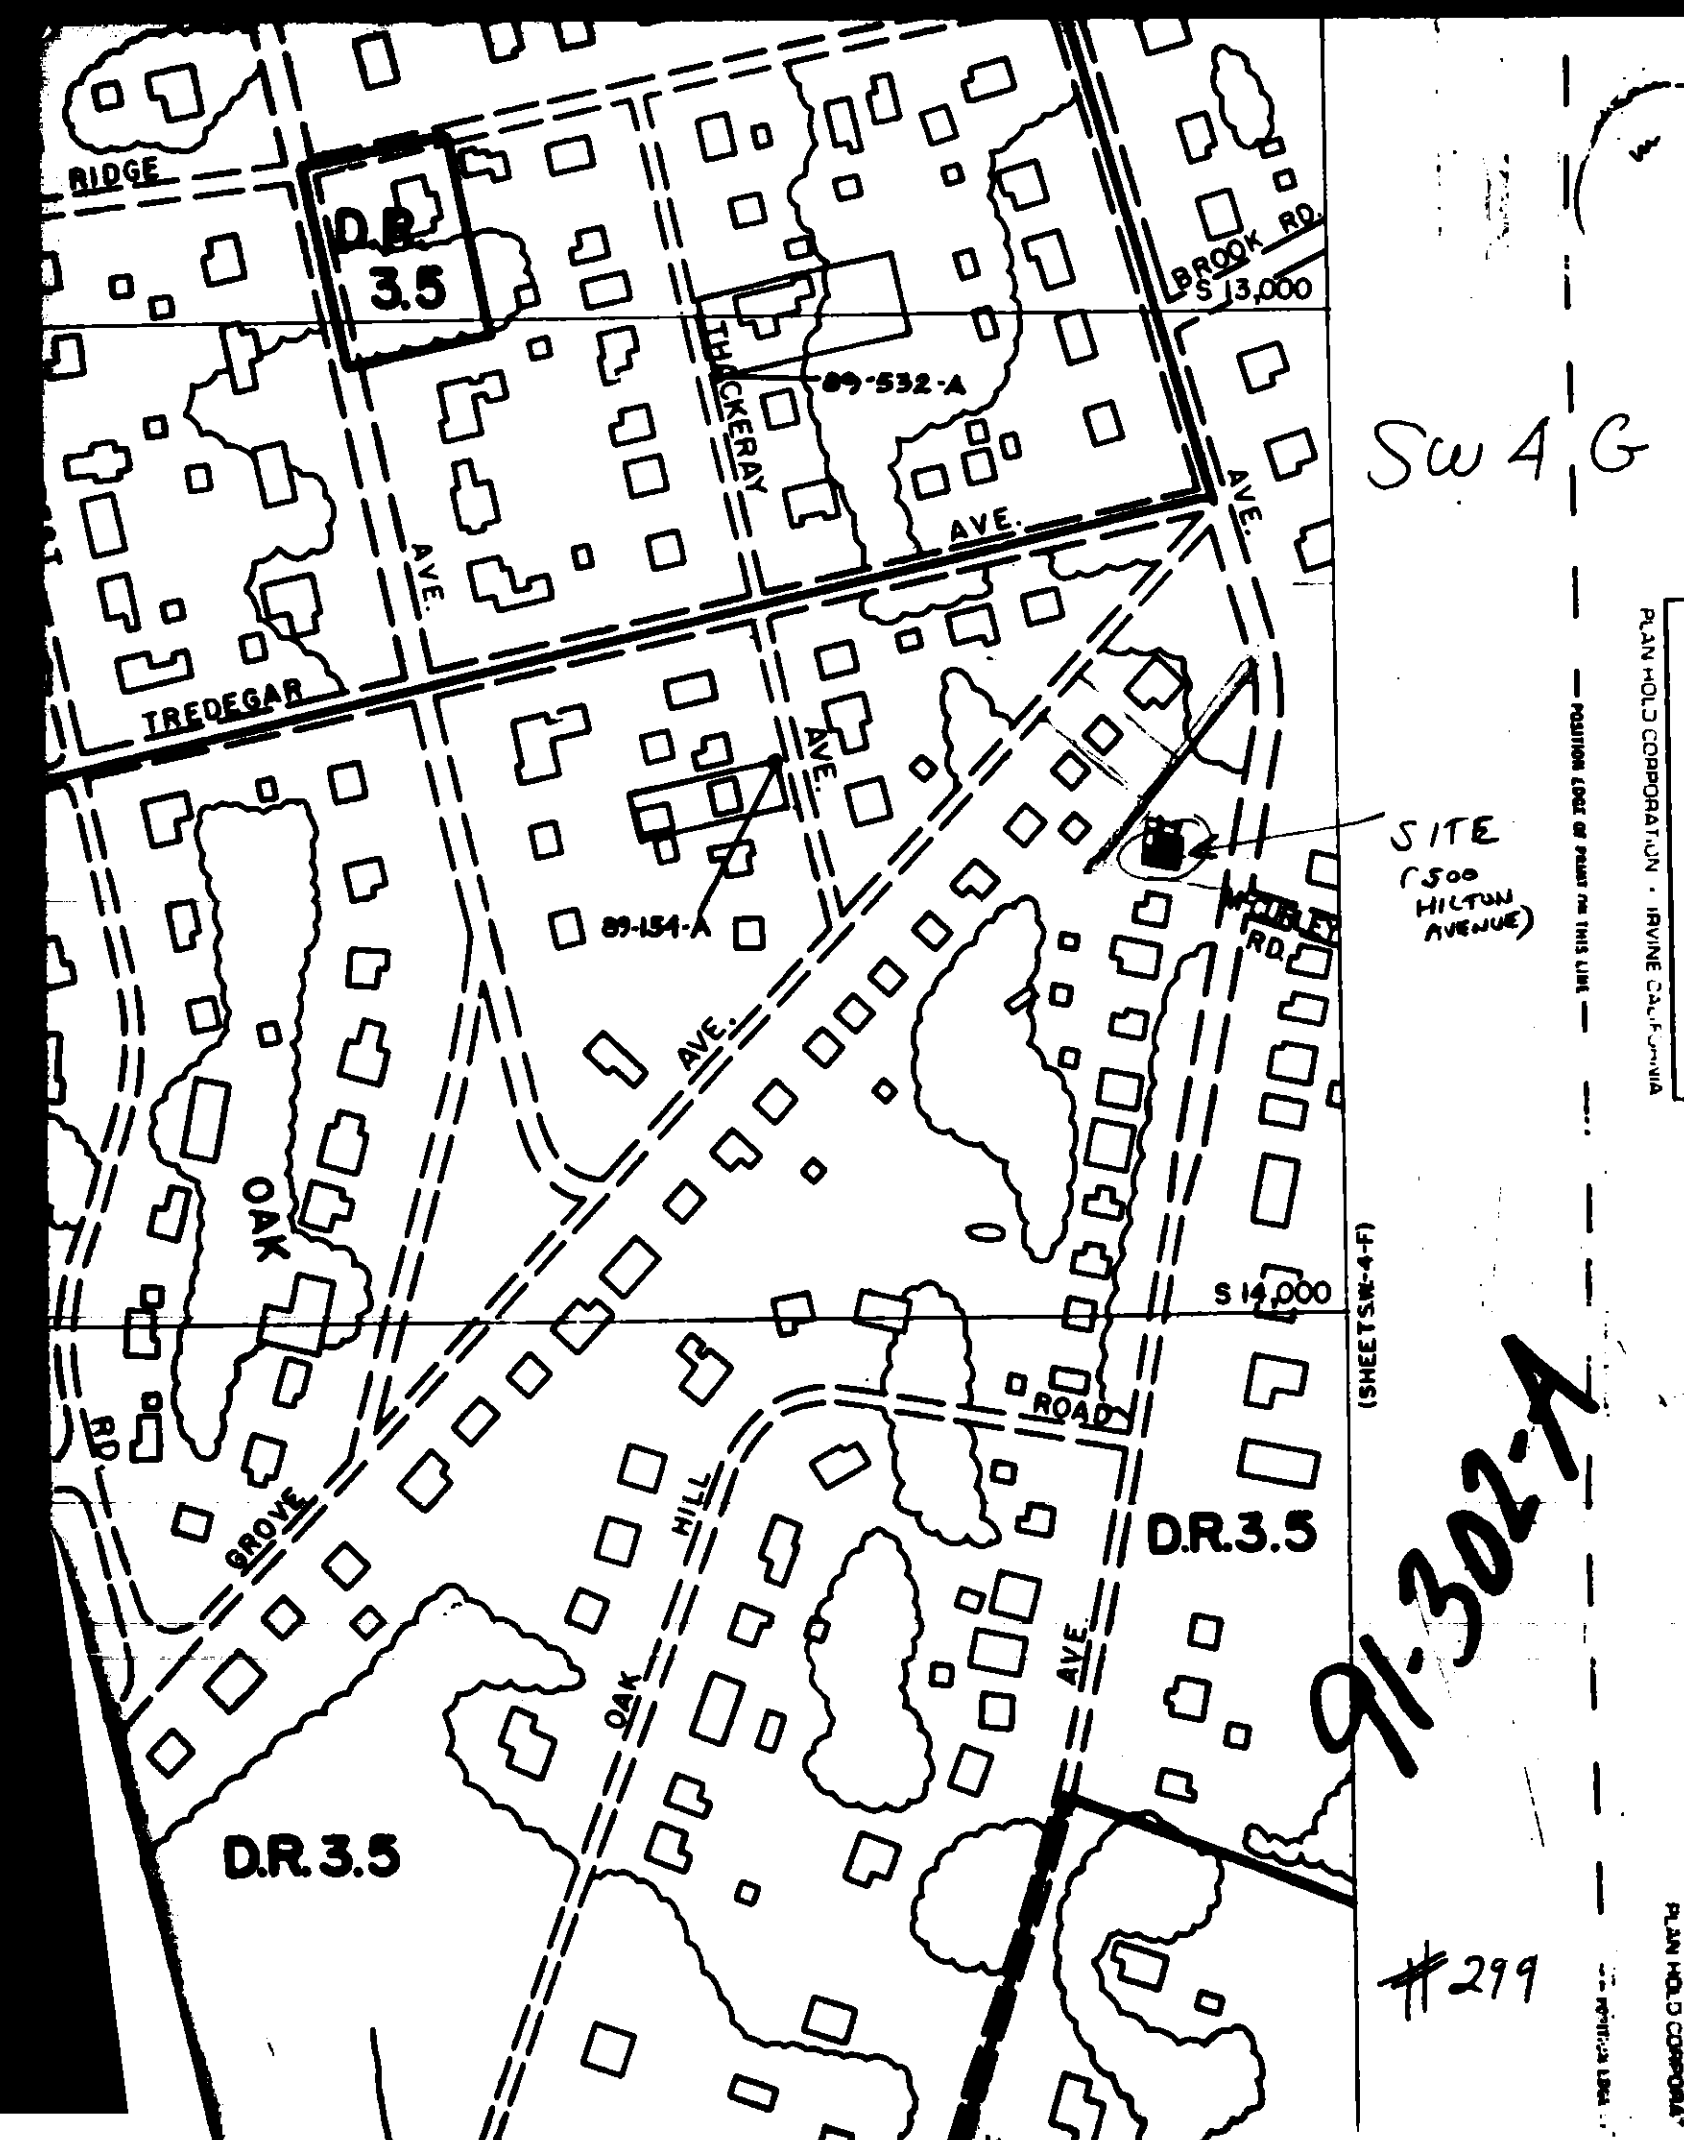 RIDGE
D.R.
3.5
BROOK RD.
S 13,000
THACKERAY
89-532-A
SW 4 G
AVE.
AVE.
AVE.
TREDEGAR
AVE.
89-154-A
SITE
(500
HILTON
AVENUE)
RD.
AVE.
OAK
S 14,000
(SHEET S.W.-4-F)
ROAD
RD
GROVE
HILL
OAK
D.R. 3.5
AVE.
91-302-A
D.R. 3.5
#299
PLAN HOLD CORPORATION • IRVINE CALIFORNIA
POSITION EDGE OF PRINT ON THIS LINE
PLAN HOLD CORPORAT